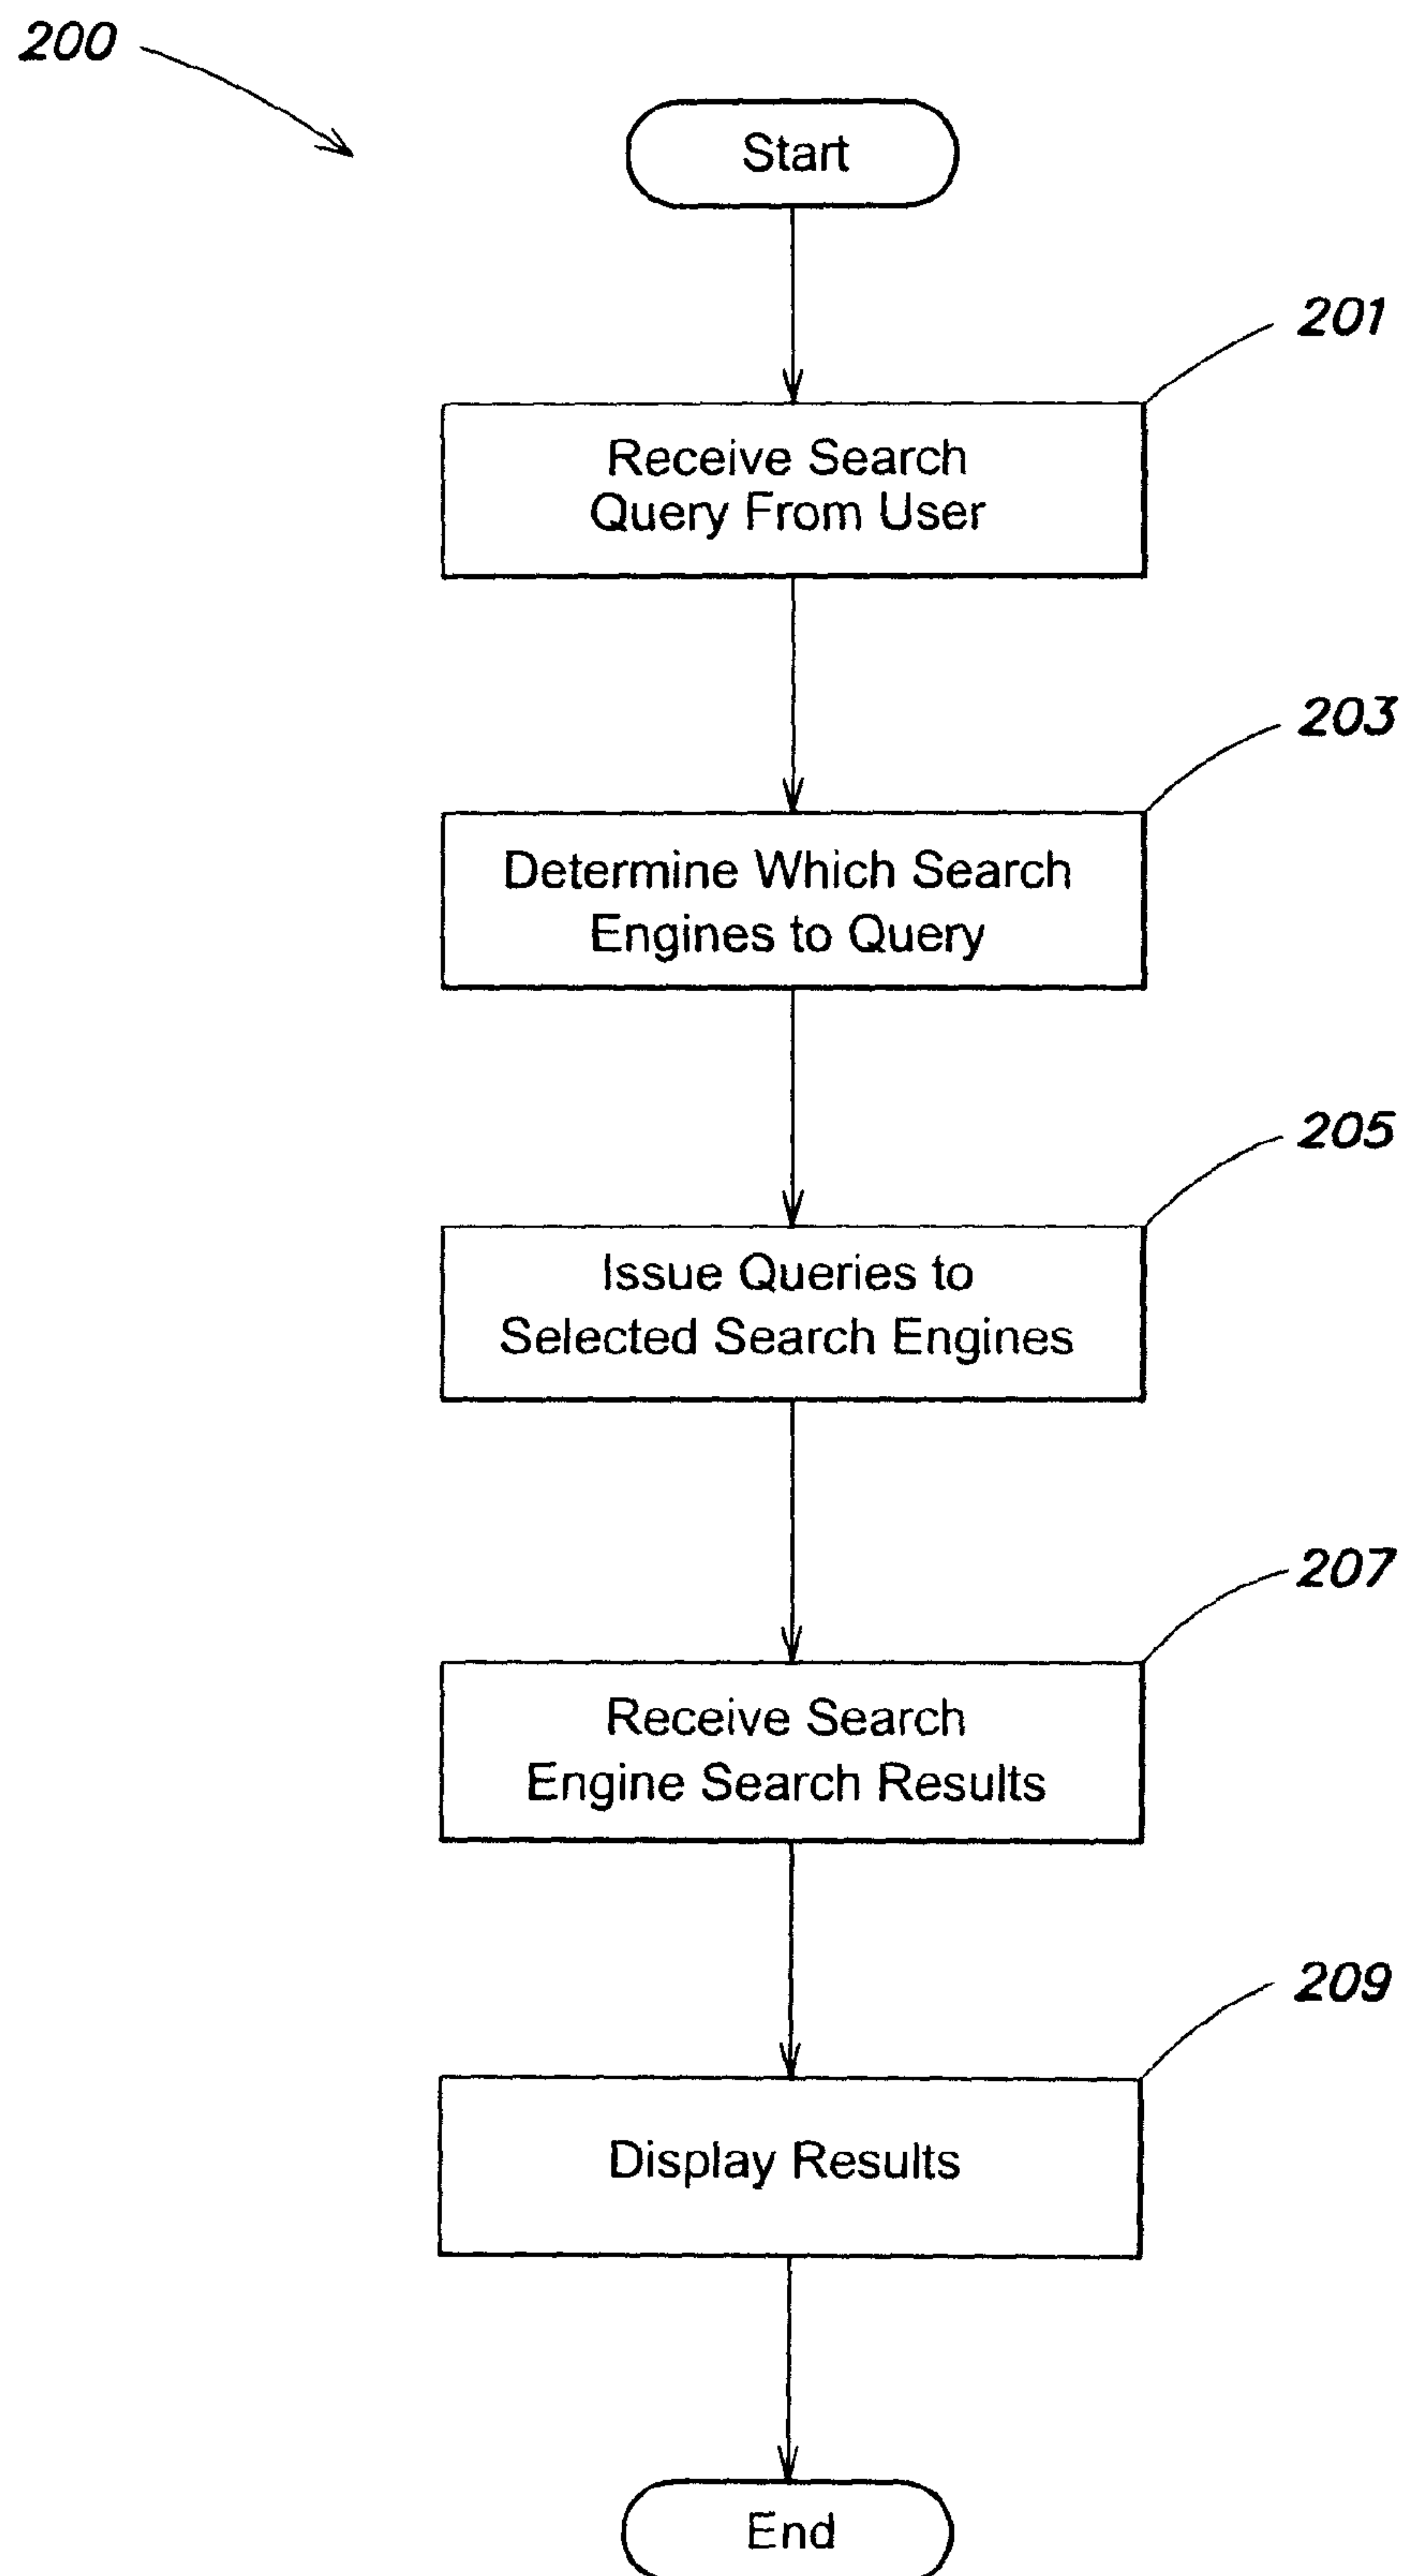 200
Start
201
Receive Search
Query From User
203
Determine Which Search
Engines to Query
205
Issue Queries to
Selected Search Engines
207
Receive Search
Engine Search Results
209
Display Results
End